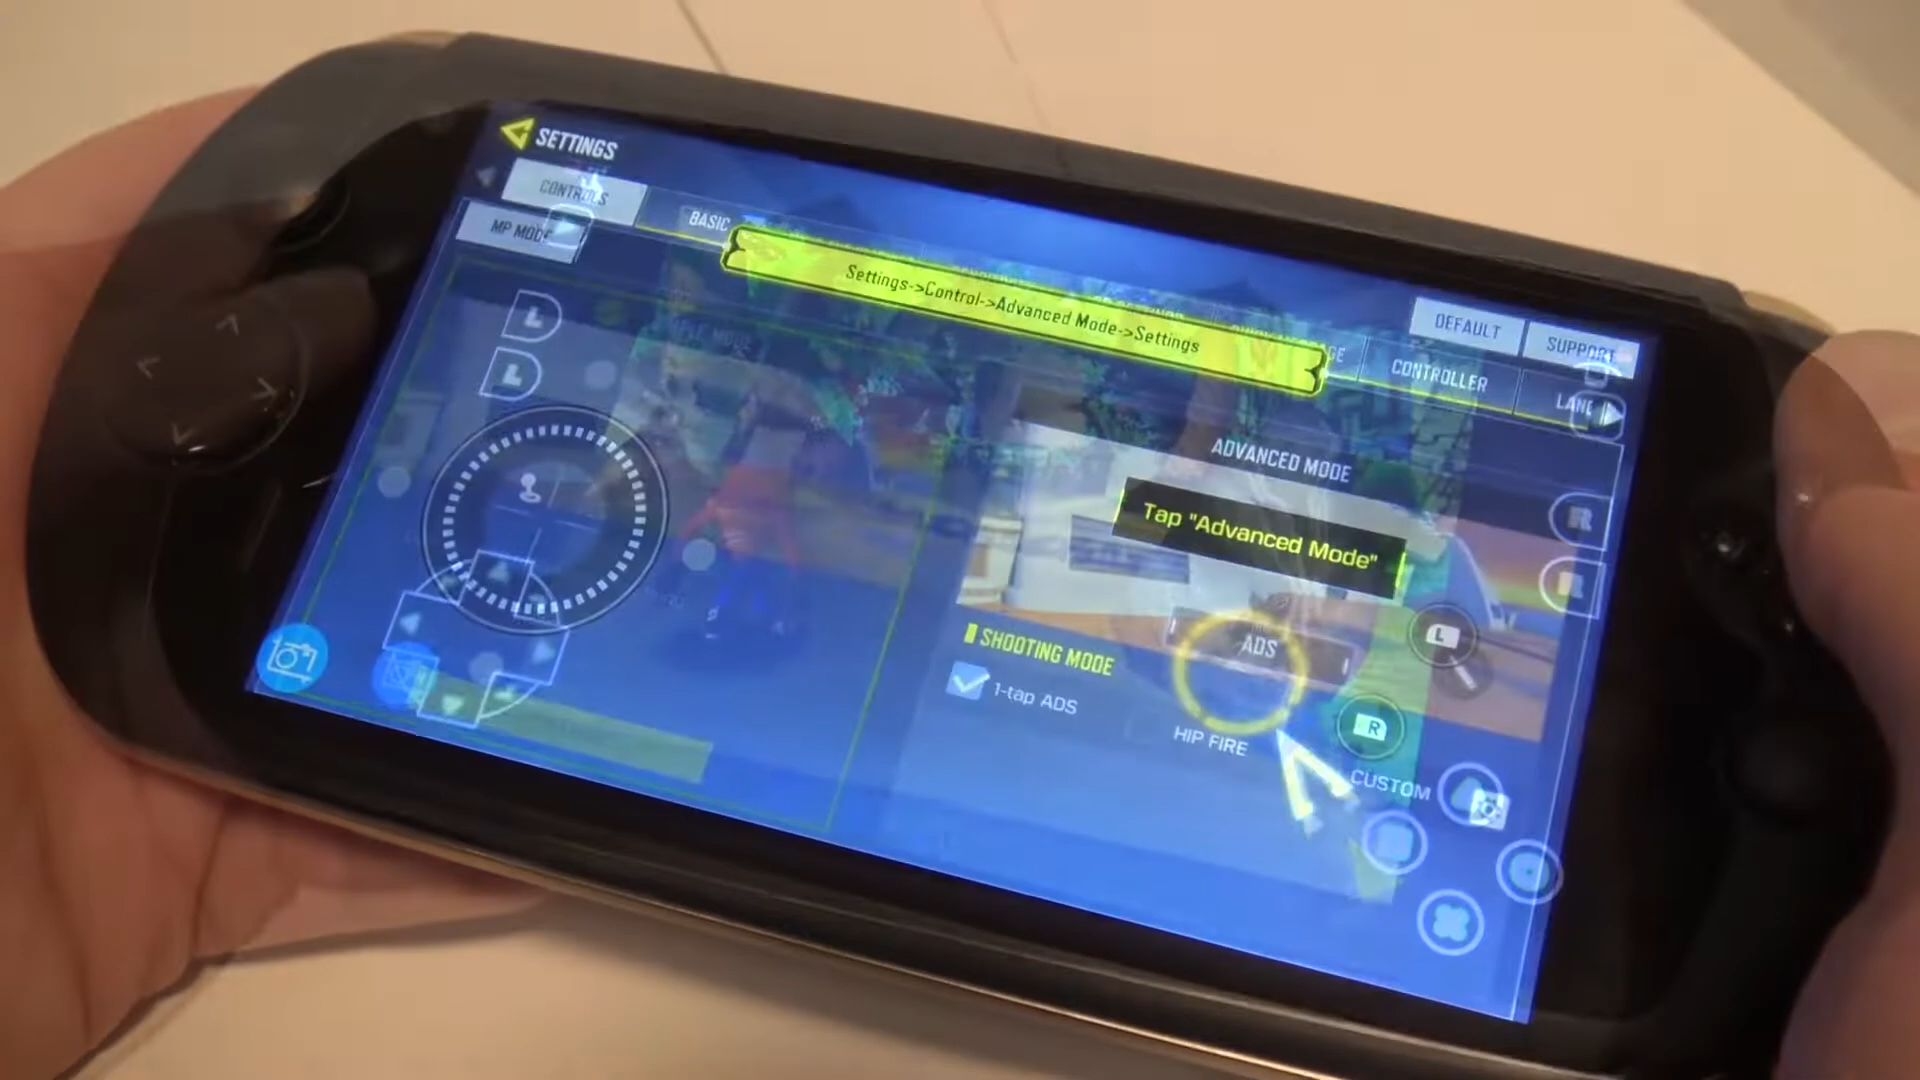 SETTINGS
CONTROLS
BASIC
MP MODE
Settings->Control->Advanced Mode->Settings
DEFAULT
SUPPORT
CONTROLLER
L
L
ADVANCED MODE
Tap "Advanced Mode"
R
R
L
R
SHOOTING MODE
1-tap ADS
ADS
HIP FIRE
CUSTOM